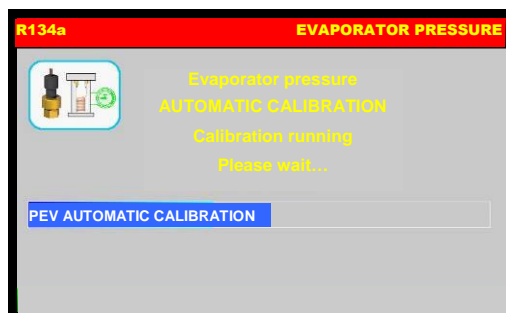 R134a EVAPORATOR PRESSURE
Evaporator pressure
AUTOMATIC CALIBRATION
Calibration running
Please wait...
PEV AUTOMATIC CALIBRATION